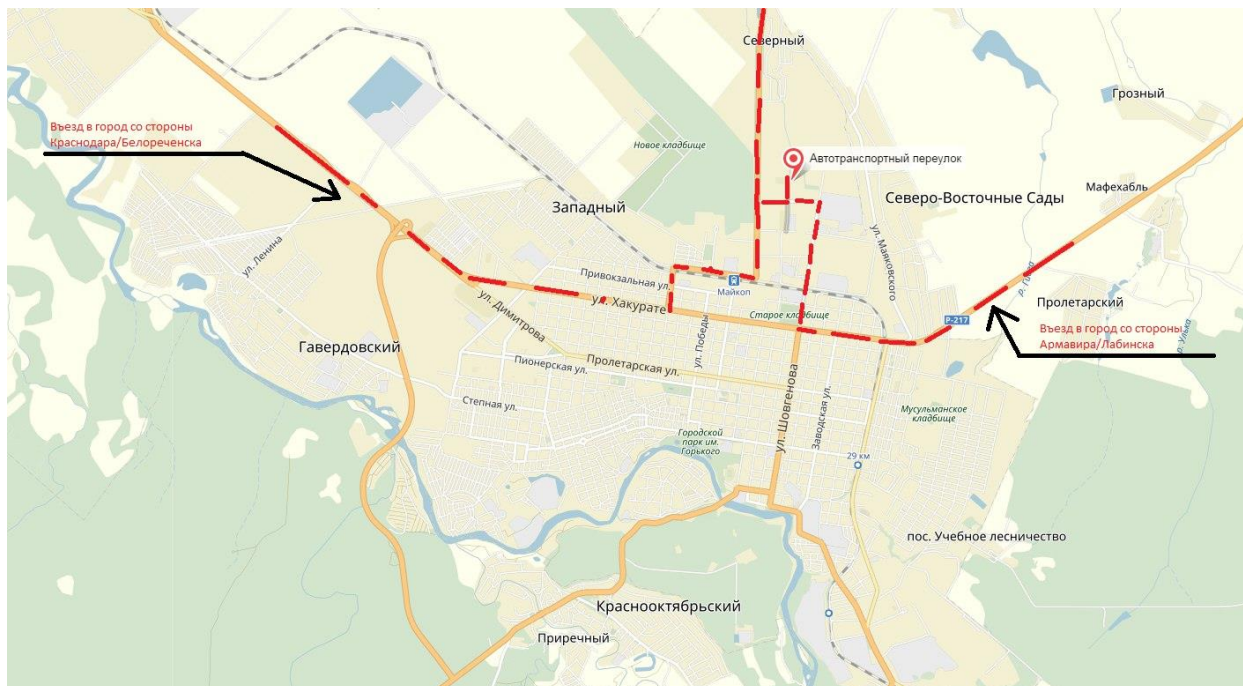 Северный
Грозный
Въезд в город со стороны
Краснодара/Белореченска
Новое кладбище
Автотранспортный переулок
Мафехабль
Северо-Восточные Сады
Западный
ул. Маяковского
ул. Ленина
Привокзальная ул.
Майкоп
р. Гиага
ул. Хакурате
Старое кладбище
Пролетарский
Р-217
ул. Димитрова
Въезд в город со стороны
Армавира/Лабинска
р. Улька
Гавердовский
ул. Победы
Пролетарская ул.
Пионерская ул.
Степная ул.
ул. Шовгенова
Заводская ул.
Мусульманское
кладбище
Городской
парк им.
Горького
29 км
пос. Учебное лесничество
Краснооктябрьский
Приречный